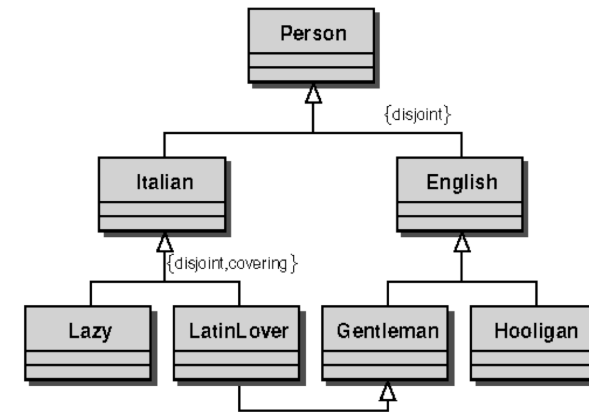 Person
{disjoint}
Italian
English
{disjoint,covering}
Lazy
LatinLover
Gentleman
Hooligan